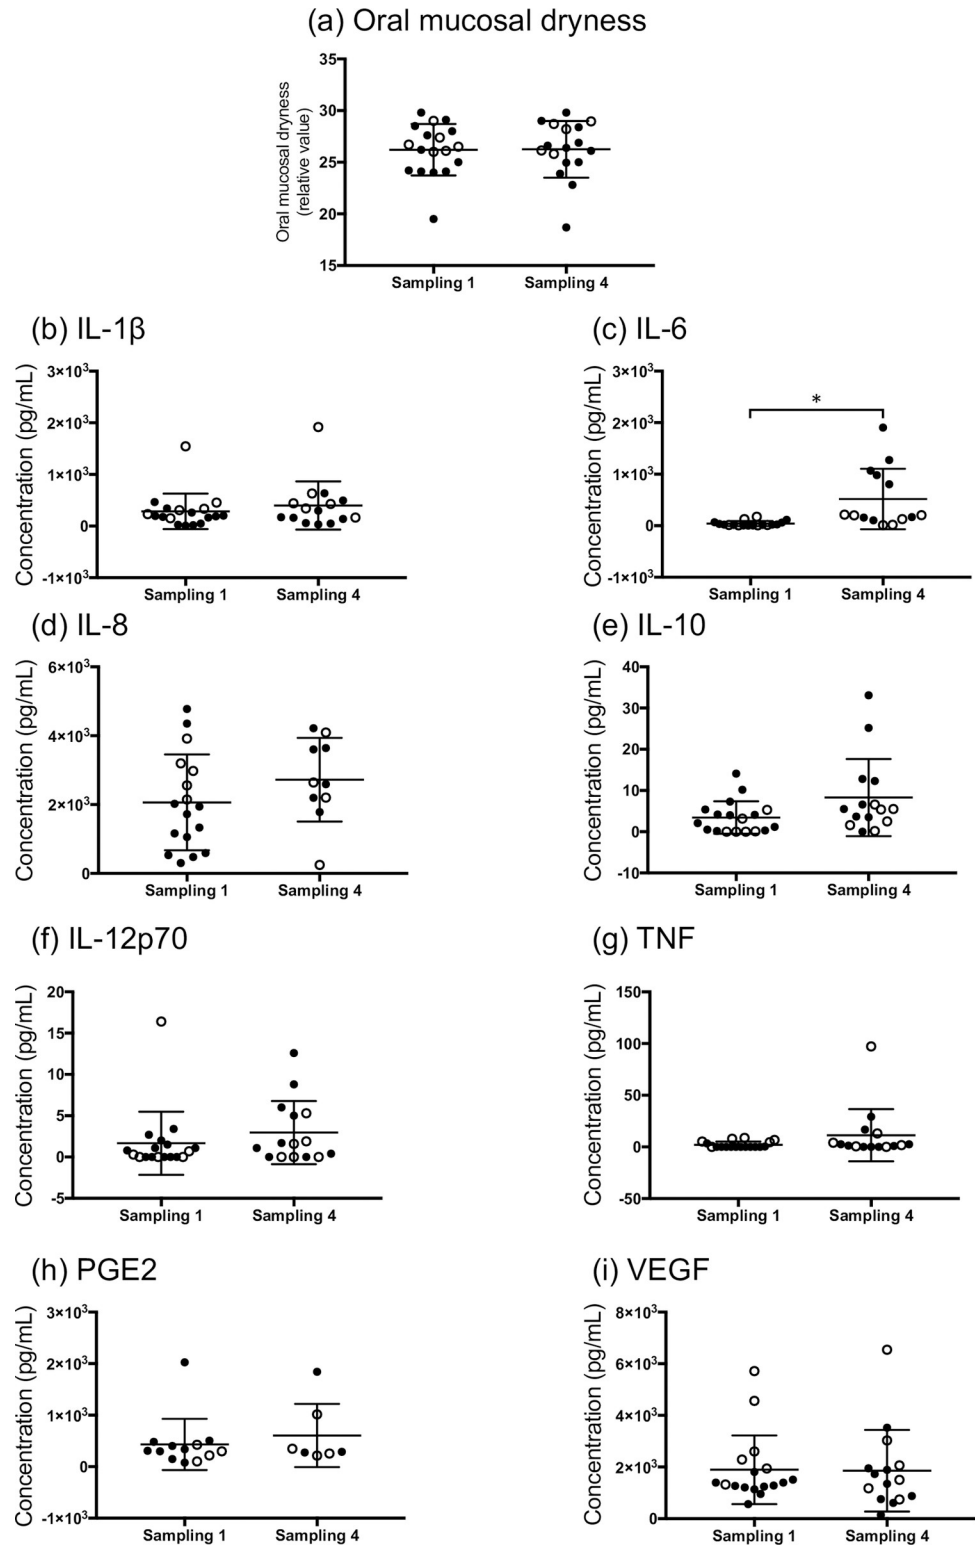 (a) Oral mucosal dryness
Oral mucosal dryness
(relative value)
35
30
25
20
15
Sampling 1
Sampling 4
(b) IL-1β
Concentration (pg/mL)
3×10³
2×10³
1×10³
0
-1×10³
Sampling 1
Sampling 4
(c) IL-6
Concentration (pg/mL)
3×10³
2×10³
1×10³
0
-1×10³
*
Sampling 1
Sampling 4
(d) IL-8
Concentration (pg/mL)
6×10³
4×10³
2×10³
0
Sampling 1
Sampling 4
(e) IL-10
Concentration (pg/mL)
40
30
20
10
0
-10
Sampling 1
Sampling 4
(f) IL-12p70
Concentration (pg/mL)
20
15
10
5
0
-5
Sampling 1
Sampling 4
(g) TNF
Concentration (pg/mL)
150
100
50
0
-50
Sampling 1
Sampling 4
(h) PGE2
Concentration (pg/mL)
3×10³
2×10³
1×10³
0
-1×10³
Sampling 1
Sampling 4
(i) VEGF
Concentration (pg/mL)
8×10³
6×10³
4×10³
2×10³
0
Sampling 1
Sampling 4